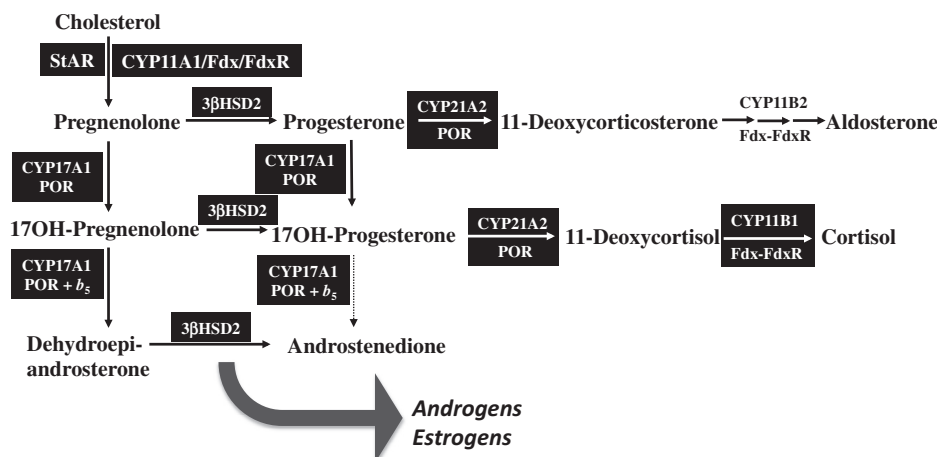 Cholesterol
StAR
CYP11A1/Fdx/FdxR
3βHSD2
CYP21A2
POR
CYP11B2
Fdx-FdxR
Pregnenolone
Progesterone
11-Deoxycorticosterone
Aldosterone
CYP17A1
POR
CYP17A1
POR
3βHSD2
CYP21A2
POR
CYP11B1
Fdx-FdxR
17OH-Pregnenolone
17OH-Progesterone
11-Deoxycortisol
Cortisol
CYP17A1
POR + b₅
CYP17A1
POR + b₅
3βHSD2
Dehydroepi-
androsterone
Androstenedione
Androgens
Estrogens